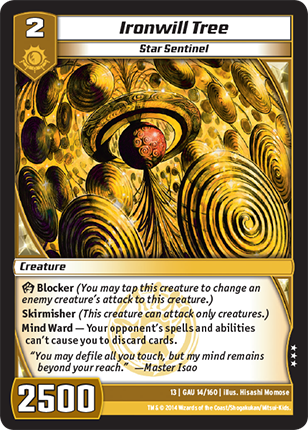 2
Ironwill Tree
Star Sentinel
Creature
Blocker (You may tap this creature to change an
enemy creature's attack to this creature.)
Skirmisher (This creature can attack only creatures.)
Mind Ward — Your opponent's spells and abilities
can't cause you to discard cards.
"You may defile all you touch, but my mind remains
beyond your reach." —Master Isao
2500
13 | GAU 14/160 | Illus. Hisashi Momose
TM & © 2014 Wizards of the Coast/Shogakukan/Mitsui-Kids.